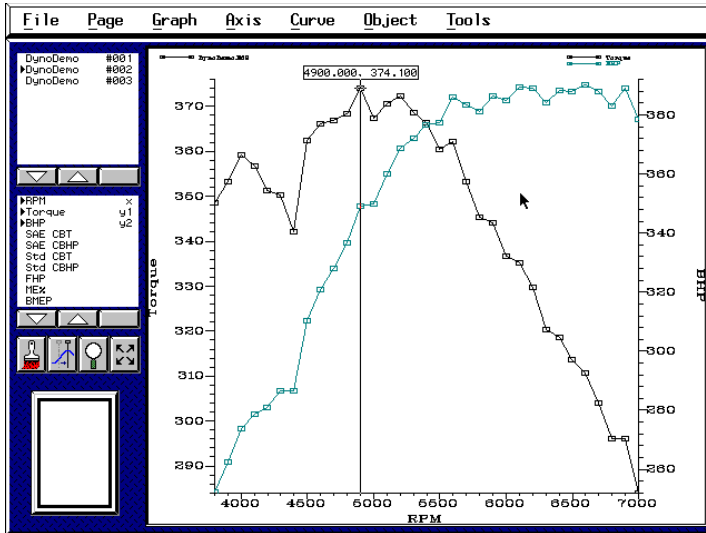 File Page Graph Axis Curve Object Tools
DynoDemo #001
DynoDemo #002
DynoDemo #003
RPM x
Torque y1
BHP y2
SAE CBT
SAE CBHP
Std CBT
Std CBHP
FHP
ME%
BMEP
Torque
BHP
4900.000, 374.100
370
360
350
340
330
320
310
300
290
Torque
380
360
340
320
300
280
260
BHP
4000 4500 5000 5500 6000 6500 7000
RPM